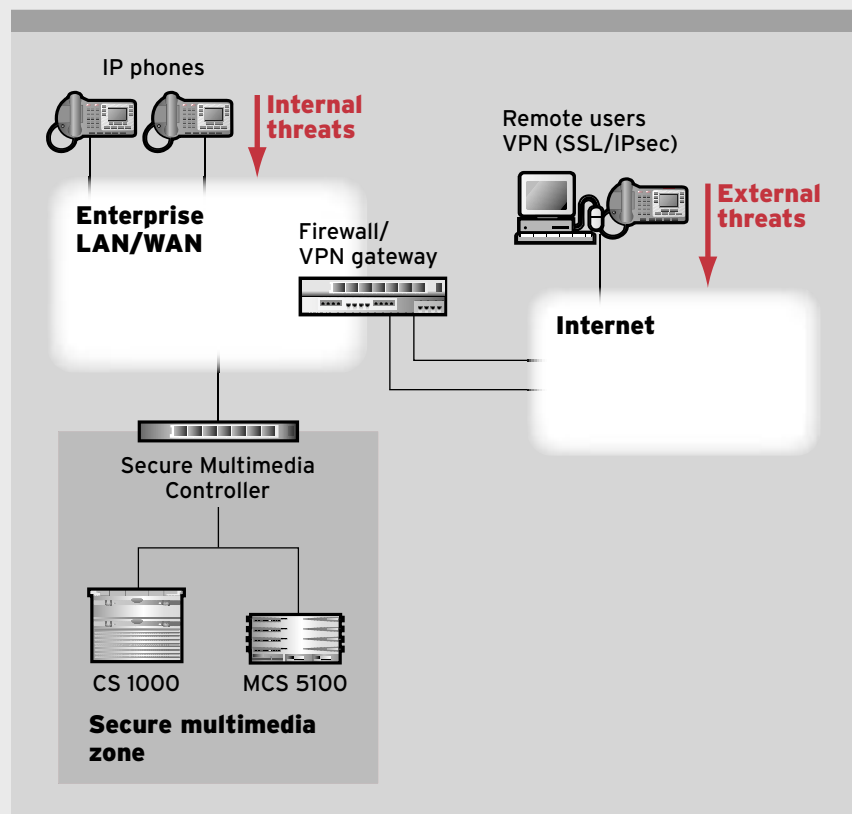 IP phones
Internal
threats
Remote users
VPN (SSL/IPsec)
External
threats
Enterprise
LAN/WAN
Firewall/
VPN gateway
Internet
Secure Multimedia
Controller
CS 1000
MCS 5100
Secure multimedia
zone